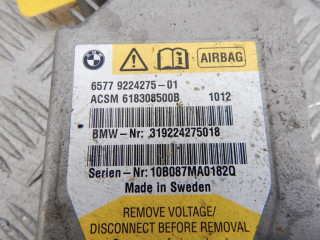 BMW
AIRBAG
6577 9224275-01
ACSM 618308500B 1012
BMW-Nr: 319224275018
Serien-Nr: 10B087MA0182Q
Made in Sweden
REMOVE VOLTAGE/
DISCONNECT BEFORE REMOVAL